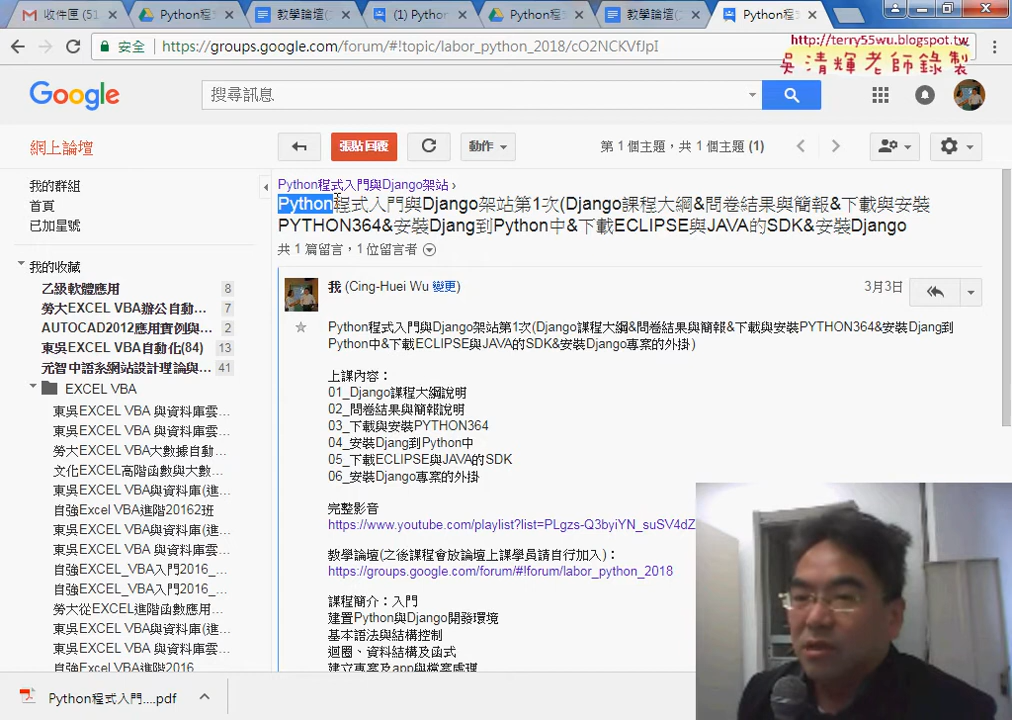 收件匣 (51
Python程
教學論壇(
(1) Python
Python程
教學論壇(
Python程
安全 https://groups.google.com/forum/#!topic/labor_python_2018/cO2NCKVfJpI
http://terry55wu.blogspot.tw
吳清輝老師錄製
Google
搜尋訊息
網上論壇
張貼回覆
動作
第 1 個主題，共 1 個主題 (1)
我的群組
首頁
已加星號
我的收藏
乙級軟體應用 8
勞大EXCEL VBA辦公自動... 7
AUTOCAD2012應用實例與... 2
東吳EXCEL VBA自動化(84) 13
元智中語系網站設計理論與... 41
EXCEL VBA
東吳EXCEL VBA 與資料庫雲...
東吳EXCEL VBA 與資料庫雲...
勞大EXCEL VBA大數據自動...
文化EXCEL高階函數與大數...
東吳EXCEL VBA與資料庫(進...
自強Excel VBA進階20162班
東吳EXCEL VBA與資料庫(進...
東吳EXCEL VBA 與資料庫雲...
自強EXCEL_VBA入門2016_...
自強EXCEL_VBA入門2016_...
勞大從EXCEL進階函數應用...
東吳EXCEL VBA與資料庫(進...
東吳EXCEL VBA 與資料庫雲...
自強Excel VBA進階2016
Python程式入門與Django架站 ›
Python程式入門與Django架站第1次(Django課程大綱&問卷結果與簡報&下載與安裝
PYTHON364&安裝Djang到Python中&下載ECLIPSE與JAVA的SDK&安裝Django
共 1 篇留言，1 位留言者
我 (Cing-Huei Wu 變更)
3月3日
Python程式入門與Django架站第1次(Django課程大綱&問卷結果與簡報&下載與安裝PYTHON364&安裝Djang到
Python中&下載ECLIPSE與JAVA的SDK&安裝Django專案的外掛)
上課內容：
01_Django課程大綱說明
02_問卷結果與簡報說明
03_下載與安裝PYTHON364
04_安裝Djang到Python中
05_下載ECLIPSE與JAVA的SDK
06_安裝Django專案的外掛
完整影音
https://www.youtube.com/playlist?list=PLgzs-Q3byiYN_suSV4dZ
教學論壇(之後課程會放論壇上課學員請自行加入)：
https://groups.google.com/forum/#!forum/labor_python_2018
課程簡介：入門
建置Python與Django開發環境
基本語法與結構控制
迴圈、資料結構與函式
建立專案及app與檔案處理
Python程式入門....pdf